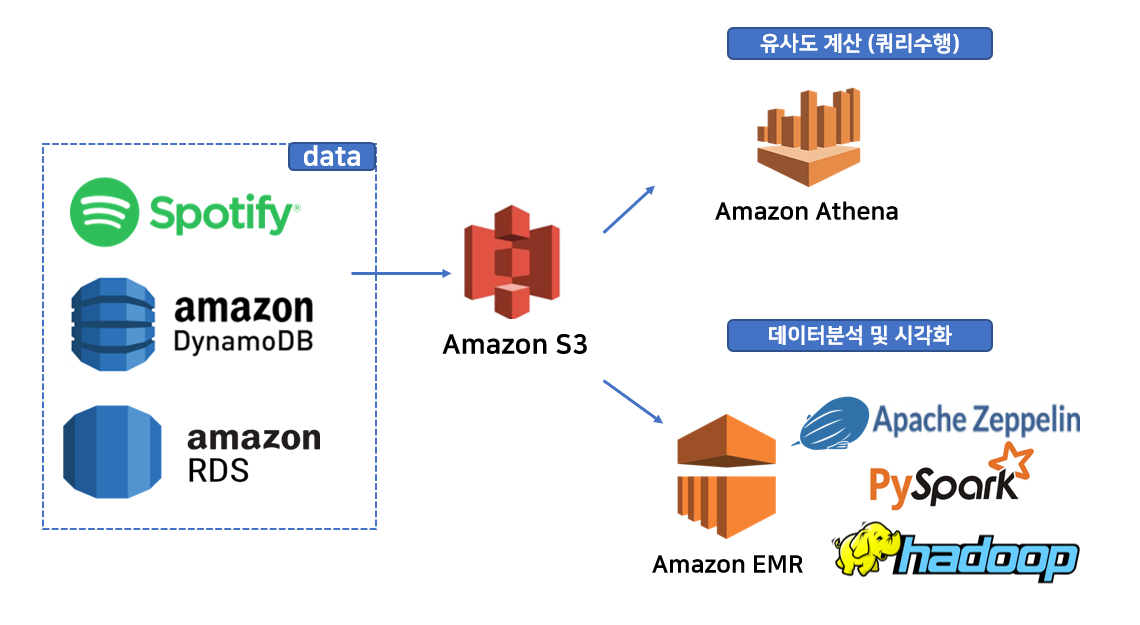 data
Spotify®
amazon
DynamoDB
amazon
RDS
Amazon S3
유사도 계산 (쿼리수행)
Amazon Athena
데이터분석 및 시각화
Amazon EMR
Apache Zeppelin
PySpark
hadoop